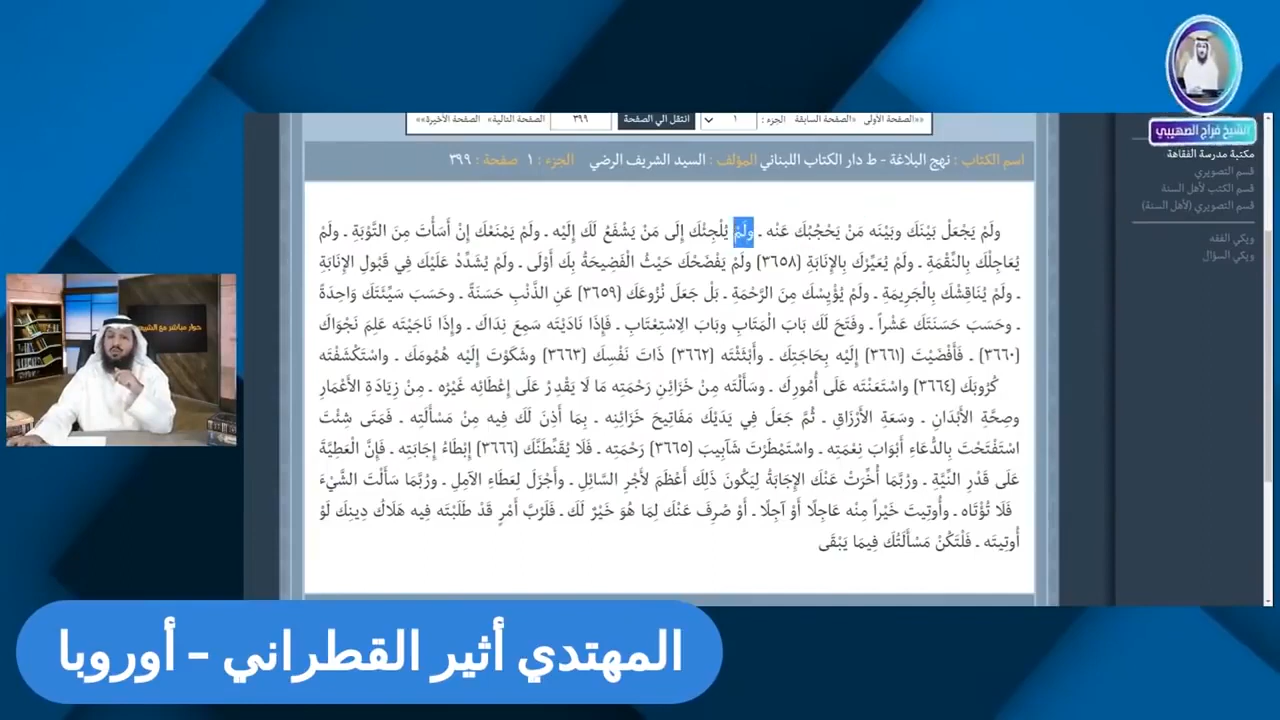 الشيخ فراج الصهيبي
««الصفحة الأولى «الصفحة السابقة الجزء : ١ انتقل الي الصفحة ٣٩٩ الصفحة التالية» الصفحة الأخيرة»»
مكتبة مدرسة الفقاهة
قسم التصويري
قسم الكتب لأهل السنة
قسم التصويري (لأهل السنة)
ويكي الفقه
ويكي السؤال
اسم الكتاب : نهج البلاغة - ط دار الكتاب اللبناني المؤلف : السيد الشريف الرضي الجزء : ١ صفحة : ٣٩٩
ولَمْ يَجْعَلْ بَيْنَكَ وبَيْنَه مَنْ يَحْجُبُكَ عَنْه ـ ولَمْ يُلْجِئْكَ إِلَى مَنْ يَشْفَعُ لَكَ إِلَيْه ـ ولَمْ يَمْنَعْكَ إِنْ أَسَأْتَ مِنَ التَّوْبَةِ ـ ولَمْ
يُعَاجِلْكَ بِالنِّقْمَةِ ـ ولَمْ يُعَيِّرْكَ بِالإِنَابَةِ (٣٦٥٨) ولَمْ يَفْضَحْكَ حَيْثُ الْفَضِيحَةُ بِكَ أَوْلَى ـ ولَمْ يُشَدِّدْ عَلَيْكَ فِي قَبُولِ الإِنَابَةِ
ـ ولَمْ يُنَاقِشْكَ بِالْجَرِيمَةِ ـ ولَمْ يُؤْيِسْكَ مِنَ الرَّحْمَةِ ـ بَلْ جَعَلَ نُزُوعَكَ (٣٦٥٩) عَنِ الذَّنْبِ حَسَنَةً ـ وحَسَبَ سَيِّئَتَكَ وَاحِدَةً
ـ وحَسَبَ حَسَنَتَكَ عَشْراً ـ وفَتَحَ لَكَ بَابَ الْمَتَابِ وبَابَ الِاسْتِعْتَابِ ـ فَإِذَا نَادَيْتَه سَمِعَ نِدَاكَ ـ وإِذَا نَاجَيْتَه عَلِمَ نَجْوَاكَ
(٣٦٦٠) ـ فَأَفْضَيْتَ (٣٦٦١) إِلَيْه بِحَاجَتِكَ ـ وأَبْثَثْتَه (٣٦٦٢) ذَاتَ نَفْسِكَ (٣٦٦٣) وشَكَوْتَ إِلَيْه هُمُومَكَ ـ واسْتَكْشَفْتَه
كُرُوبَكَ (٣٦٦٤) واسْتَعَنْتَه عَلَى أُمُورِكَ ـ وسَأَلْتَه مِنْ خَزَائِنِ رَحْمَتِه مَا لَا يَقْدِرُ عَلَى إِعْطَائِه غَيْرُه ـ مِنْ زِيَادَةِ الأَعْمَارِ
وصِحَّةِ الأَبْدَانِ ـ وسَعَةِ الأَرْزَاقِ ـ ثُمَّ جَعَلَ فِي يَدَيْكَ مَفَاتِيحَ خَزَائِنِه ـ بِمَا أَذِنَ لَكَ فِيه مِنْ مَسْأَلَتِه ـ فَمَتَى شِئْتَ
اسْتَفْتَحْتَ بِالدُّعَاءِ أَبْوَابَ نِعْمَتِه ـ واسْتَمْطَرْتَ شَآبِيبَ (٣٦٦٥) رَحْمَتِه ـ فَلَا يُقَنِّطَنَّكَ (٣٦٦٦) إِبْطَاءُ إِجَابَتِه ـ فَإِنَّ الْعَطِيَّةَ
عَلَى قَدْرِ النِّيَّةِ ـ ورُبَّمَا أُخِّرَتْ عَنْكَ الإِجَابَةُ لِيَكُونَ ذَلِكَ أَعْظَمَ لأَجْرِ السَّائِلِ ـ وأَجْزَلَ لِعَطَاءِ الآمِلِ ـ ورُبَّمَا سَأَلْتَ الشَّيْءَ
فَلَا تُؤْتَاه ـ وأُوتِيتَ خَيْراً مِنْه عَاجِلًا أَوْ آجِلًا ـ أَوْ صُرِفَ عَنْكَ لِمَا هُوَ خَيْرٌ لَكَ ـ فَلَرُبَّ أَمْرٍ قَدْ طَلَبْتَه فِيه هَلَاكُ دِينِكَ لَوْ
أُوتِيتَه ـ فَلْتَكُنْ مَسْأَلَتُكَ فِيمَا يَبْقَى
حوار مباشر مع الشيعة
المهتدي أثير القطراني - أوروبا